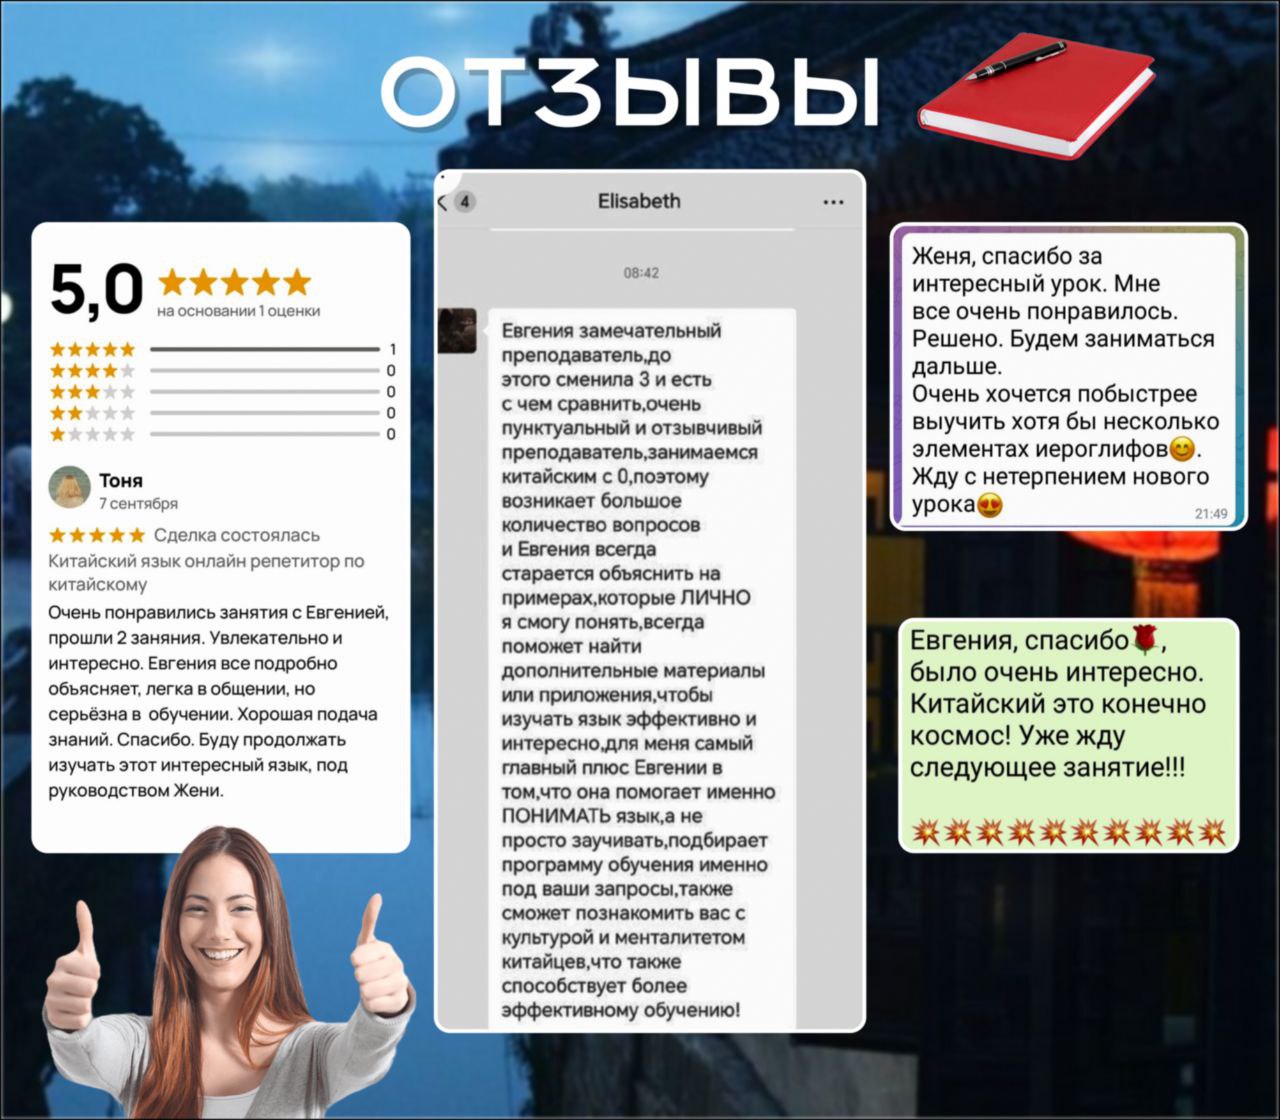 ОТЗЫВЫ
5,0
на основании 1 оценки
1
0
0
0
0
Тоня
7 сентября
Сделка состоялась
Китайский язык онлайн репетитор по
китайскому
Очень понравились занятия с Евгенией,
прошли 2 заняния. Увлекательно и
интересно. Евгения все подробно
объясняет, легка в общении, но
серьёзна в обучении. Хорошая подача
знаний. Спасибо. Буду продолжать
изучать этот интересный язык, под
руководством Жени.
4
Elisabeth
08:42
Евгения замечательный
преподаватель,до
этого сменила 3 и есть
с чем сравнить,очень
пунктуальный и отзывчивый
преподаватель,занимаемся
китайским с 0,поэтому
возникает большое
количество вопросов
и Евгения всегда
старается объяснить на
примерах,которые ЛИЧНО
я смогу понять,всегда
поможет найти
дополнительные материалы
или приложения,чтобы
изучать язык эффективно и
интересно,для меня самый
главный плюс Евгении в
том,что она помогает именно
ПОНИМАТЬ язык,а не
просто заучивать,подбирает
программу обучения именно
под ваши запросы,также
сможет познакомить вас с
культурой и менталитетом
китайцев,что также
способствует более
эффективному обучению!
Женя, спасибо за
интересный урок. Мне
все очень понравилось.
Решено. Будем заниматься
дальше.
Очень хочется побыстрее
выучить хотя бы несколько
элементах иероглифов😊.
Жду с нетерпением нового
урока😍
21:49
Евгения, спасибо🌹,
было очень интересно.
Китайский это конечно
космос! Уже жду
следующее занятие!!!
💥💥💥💥💥💥💥💥💥💥